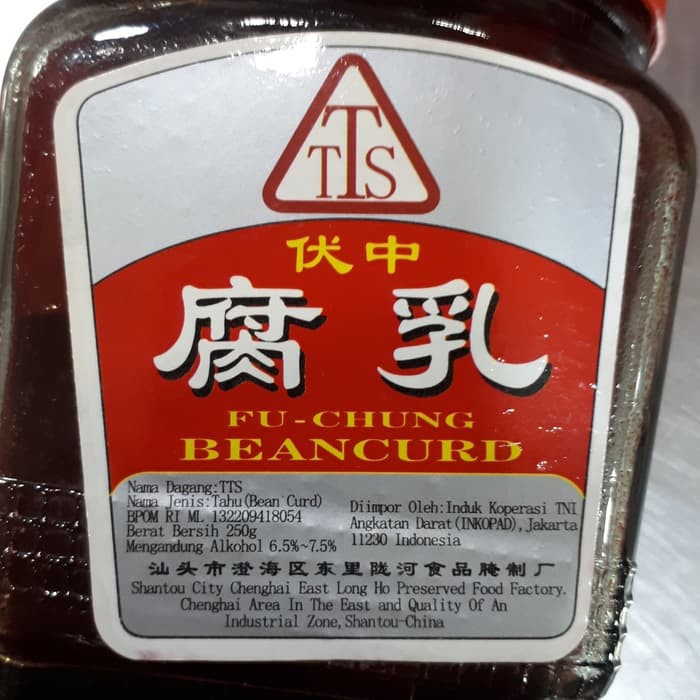 TTS
伏中
腐乳
FU-CHUNG
BEANCURD
Nama Dagang:TTS
Nama Jenis:Tahu(Bean Curd)
BPOM RI ML 132209418054
Berat Bersih 250g
Mengandung Alkohol 6.5%~7.5%
Diimpor Oleh:Induk Koperasi TNI
Angkatan Darat(INKOPAD),Jakarta
11230 Indonesia
汕头市澄海区东里陇河食品腌制厂
Shantou City Chenghai East Long Ho Preserved Food Factory.
Chenghai Area In The East and Quality Of An
Industrial Zone,Shantou-China